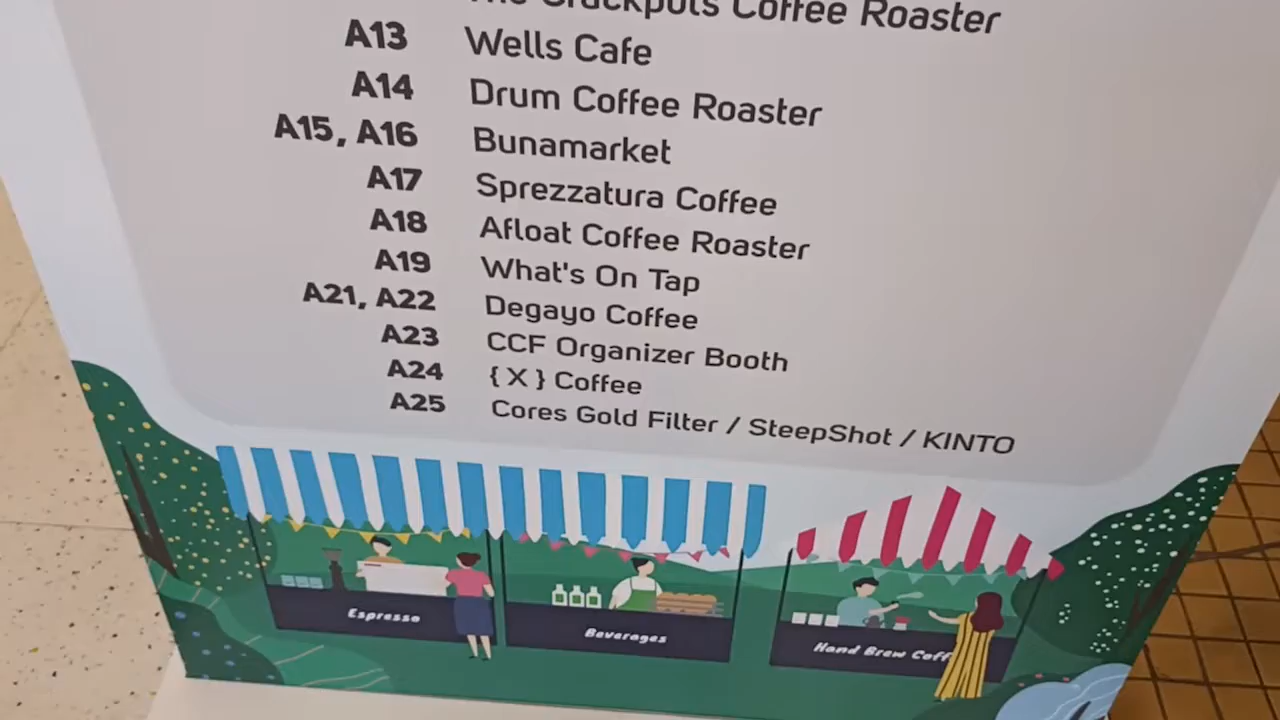 The Crackpots Coffee Roaster
A13 Wells Cafe
A14 Drum Coffee Roaster
A15, A16 Bunamarket
A17 Sprezzatura Coffee
A18 Afloat Coffee Roaster
A19 What's On Tap
A21, A22 Degayo Coffee
A23 CCF Organizer Booth
A24 { X } Coffee
A25 Cores Gold Filter / SteepShot / KINTO
Espresso
Beverages
Hand Brew Coff